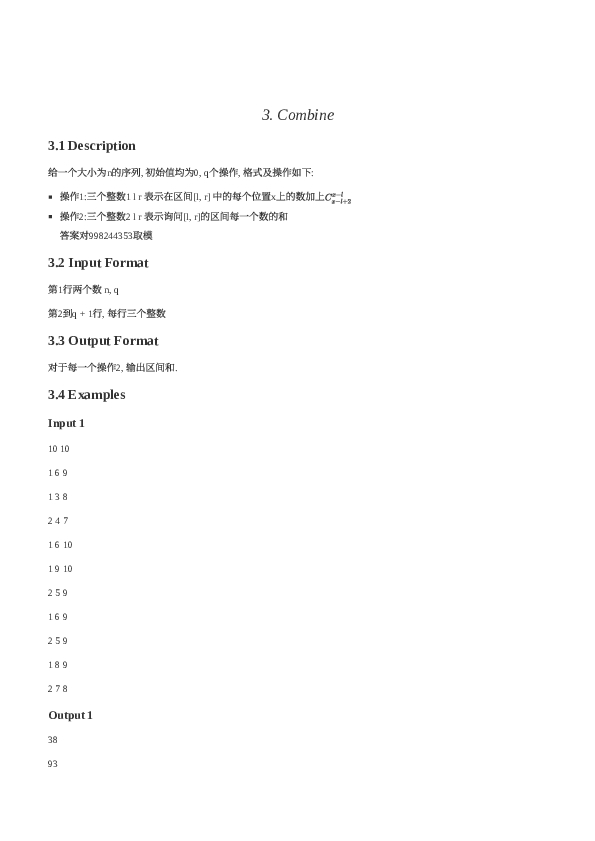 3. Combine
3.1 Description
给一个大小为n的序列, 初始值均为0, q个操作, 格式及操作如下:
▪ 操作1:三个整数1 l r 表示在区间[l, r] 中的每个位置x上的数加上C_{x-l+2}^{x-l}
▪ 操作2:三个整数2 l r 表示询问[l, r]的区间每一个数的和
答案对998244353取模
3.2 Input Format
第1行两个数 n, q
第2到q + 1行, 每行三个整数
3.3 Output Format
对于每一个操作2, 输出区间和.
3.4 Examples
Input 1
10 10
1 6 9
1 3 8
2 4 7
1 6 10
1 9 10
2 5 9
1 6 9
2 5 9
1 8 9
2 7 8
Output 1
38
93